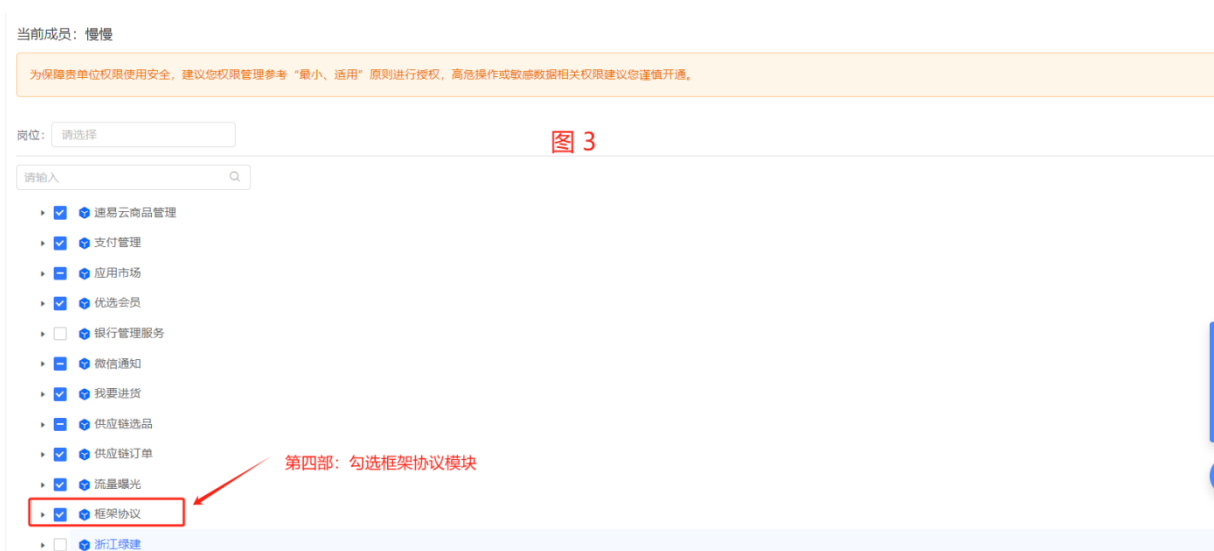 当前成员：慢慢
为保障贵单位权限使用安全，建议您权限管理参考“最小、适用”原则进行授权，高危操作或敏感数据相关权限建议您谨慎开通。
岗位： 请选择
图 3
请输入
速易云商品管理
支付管理
应用市场
优选会员
银行管理服务
微信通知
我要进货
供应链选品
供应链订单
第四部：勾选框架协议模块
流量曝光
框架协议
浙江绿建